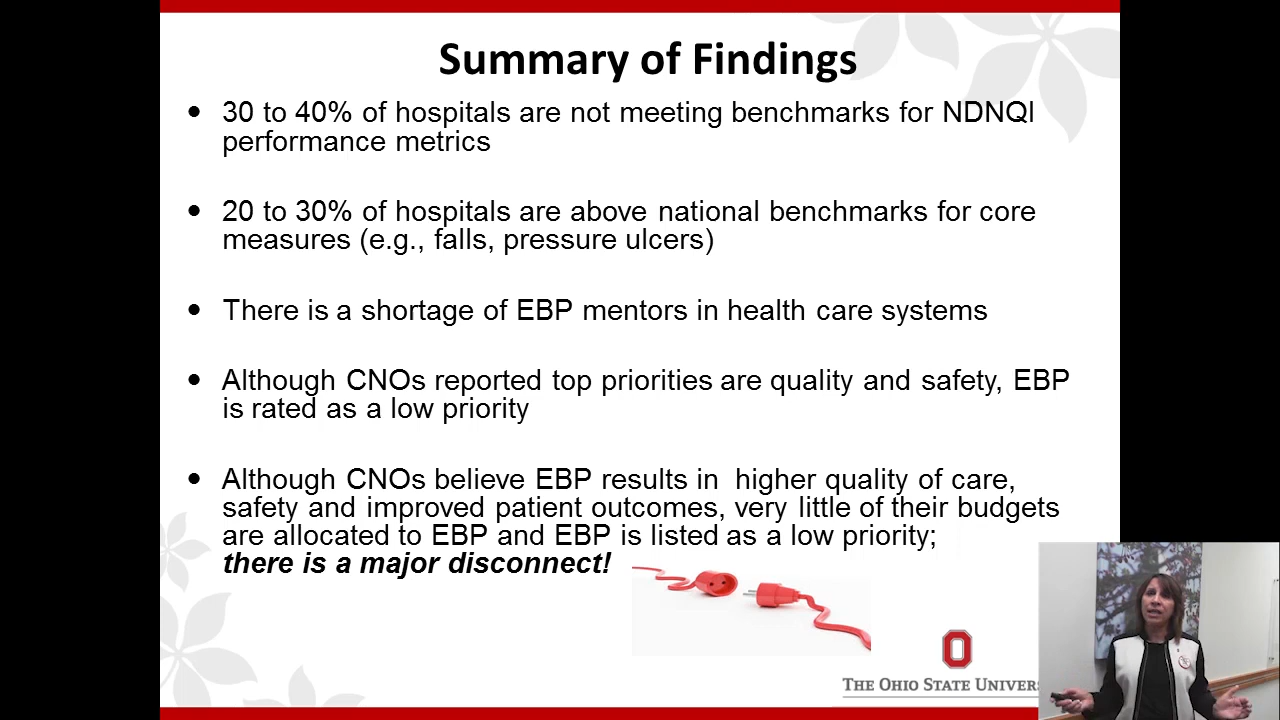 Summary of Findings
30 to 40% of hospitals are not meeting benchmarks for NDNQI
performance metrics
20 to 30% of hospitals are above national benchmarks for core
measures (e.g., falls, pressure ulcers)
There is a shortage of EBP mentors in health care systems
Although CNOs reported top priorities are quality and safety, EBP
is rated as a low priority
Although CNOs believe EBP results in  higher quality of care,
safety and improved patient outcomes, very little of their budgets
are allocated to EBP and EBP is listed as a low priority;
there is a major disconnect!
THE OHIO STATE